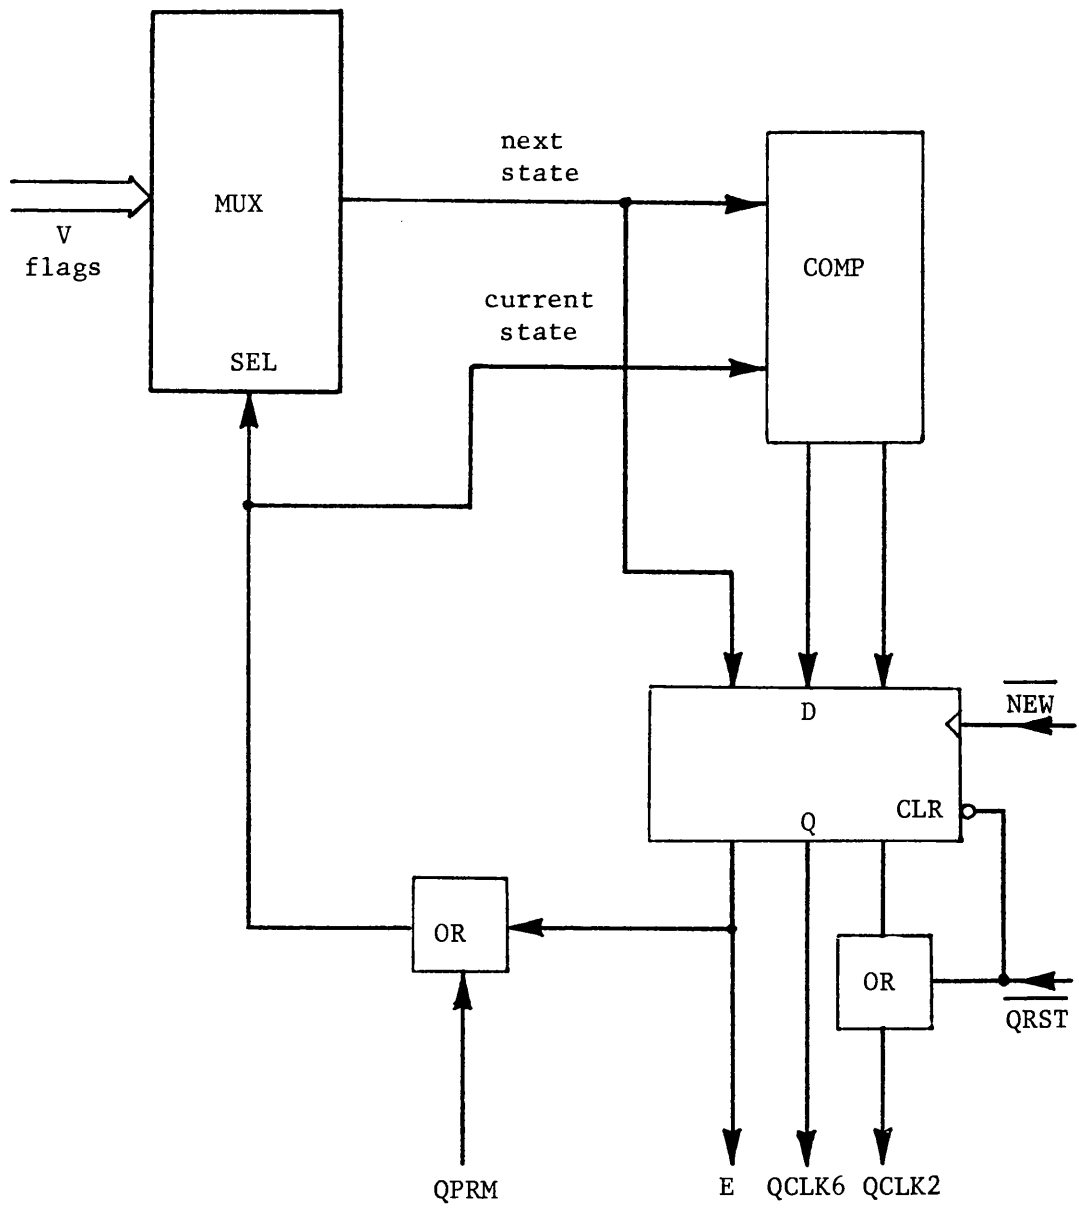 next
state
MUX
V
flags
COMP
current
state
SEL
NEW
D
CLR
Q
OR
OR
QRST
QPRM
E
QCLK6
QCLK2